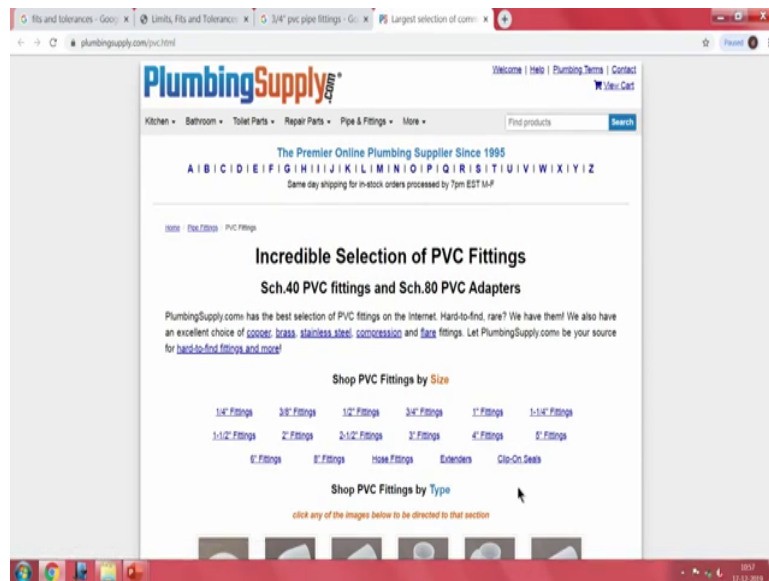 fits and tolerances - Goog
Limits, Fits and Tolerances
3/4" pvc pipe fittings - Go
Largest selection of comm
plumbingsupply.com/pvc.html
Paused
PlumbingSupply.com®
Welcome | Help | Plumbing Terms | Contact
View Cart
Kitchen Bathroom Toilet Parts Repair Parts Pipe & Fittings More
Find products Search
The Premier Online Plumbing Supplier Since 1995
A | B | C | D | E | F | G | H | I | J | K | L | M | N | O | P | Q | R | S | T | U | V | W | X | Y | Z
Same day shipping for in-stock orders processed by 7pm EST M-F
Home Pipe Fittings PVC Fittings
Incredible Selection of PVC Fittings
Sch.40 PVC fittings and Sch.80 PVC Adapters
PlumbingSupply.com® has the best selection of PVC fittings on the Internet. Hard-to-find, rare? We have them! We also have
an excellent choice of copper, brass, stainless steel, compression and flare fittings. Let PlumbingSupply.com® be your source
for hard-to-find fittings and more!
Shop PVC Fittings by Size
1/4" Fittings 3/8" Fittings 1/2" Fittings 3/4" Fittings 1" Fittings 1-1/4" Fittings
1-1/2" Fittings 2" Fittings 2-1/2" Fittings 3" Fittings 4" Fittings 5" Fittings
6" Fittings 8" Fittings Hose Fittings Extenders Clip-On Seals
Shop PVC Fittings by Type
click any of the images below to be directed to that section
10:57
17-12-2019